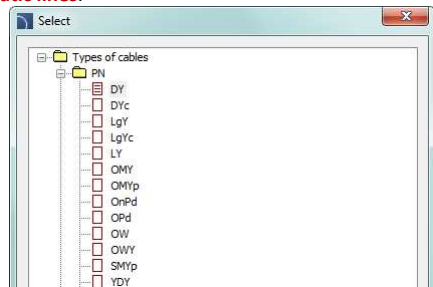 Select
Types of cables
PN
DY
DYc
LgY
LgYc
LY
OMY
OMYp
OnPd
OPd
OW
OWY
SMYp
YDY